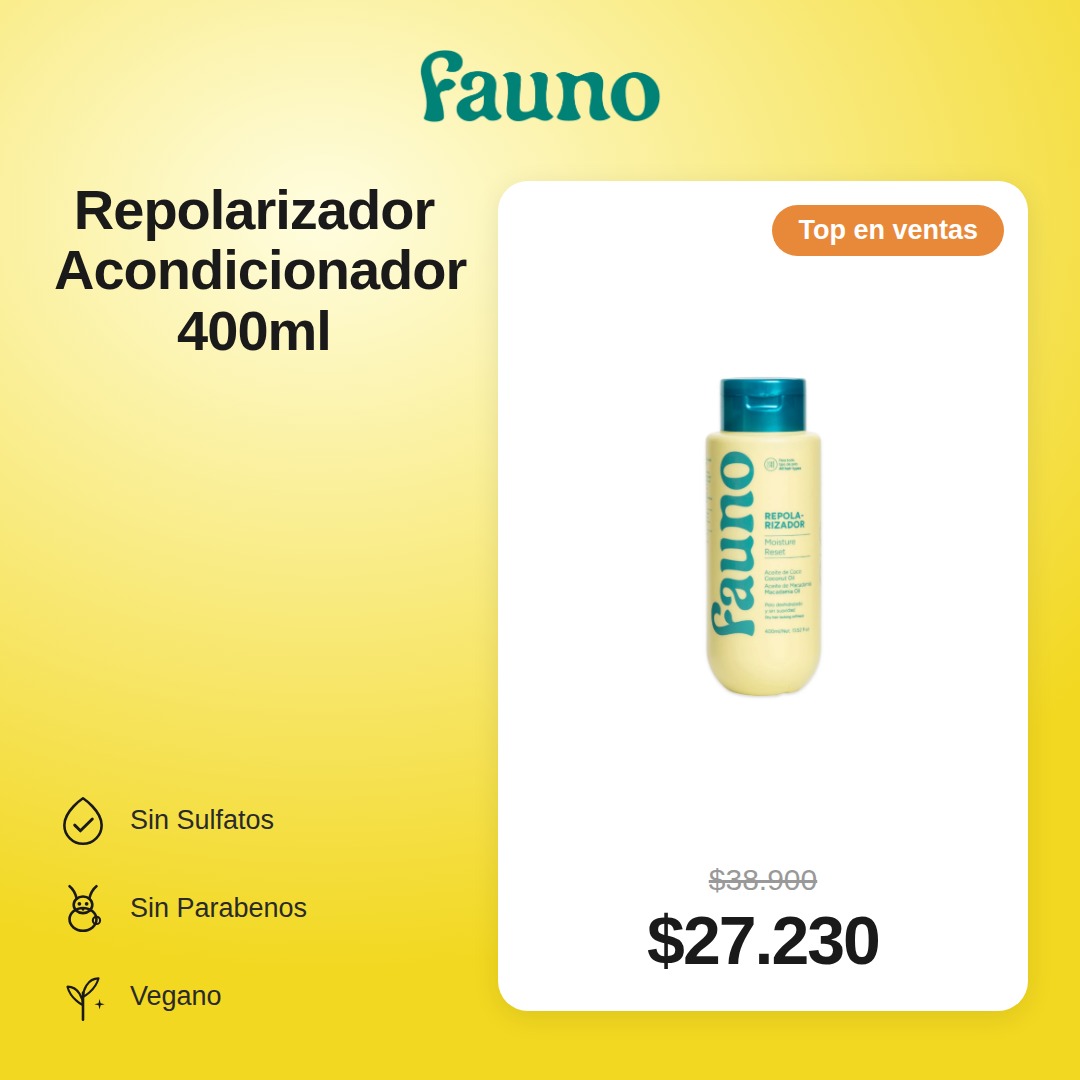 fauno
Repolarizador
Acondicionador
400ml
Top en ventas
fauno
REPOLA-
RIZADOR
Moisture
Reset
Aceite de Coco
Coconut Oil
Aceite de Macadamia
Macadamia Oil
Sin Sulfatos
Sin Parabenos
Vegano
$38.900
$27.230